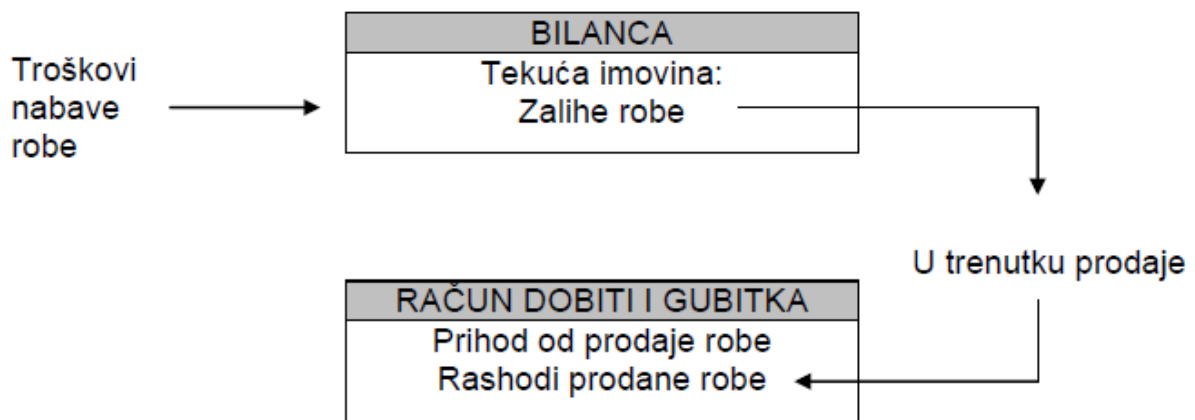 Troškovi
nabave
robe
BILANCA
Tekuća imovina:
Zalihe robe
U trenutku prodaje
RAČUN DOBITI I GUBITKA
Prihod od prodaje robe
Rashodi prodane robe